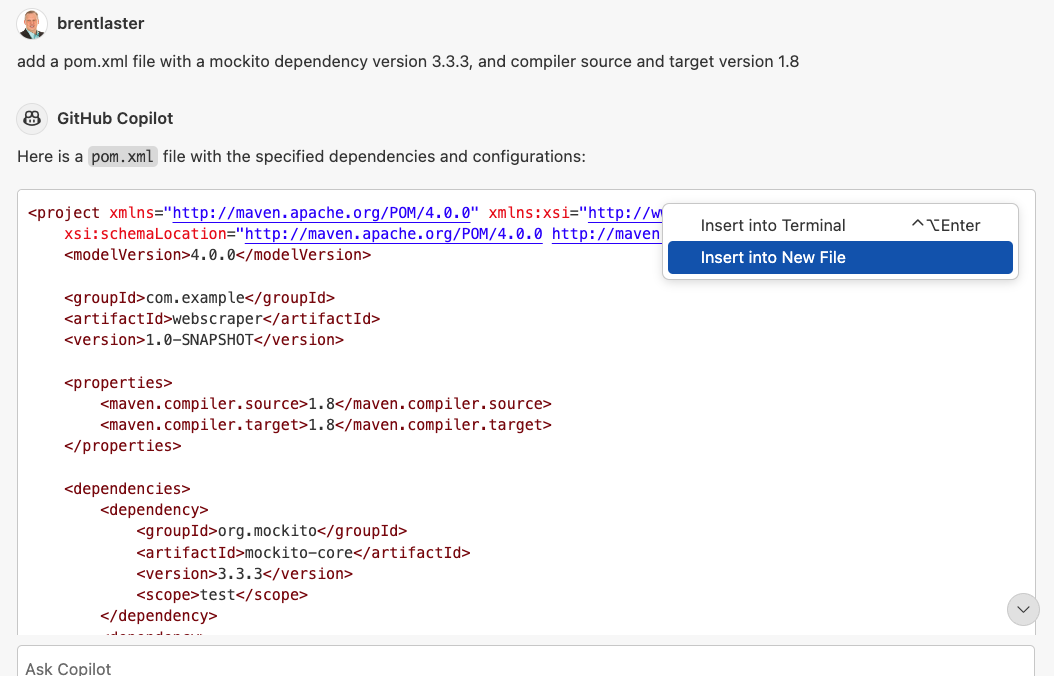 brentlaster
add a pom.xml file with a mockito dependency version 3.3.3, and compiler source and target version 1.8
GitHub Copilot
Here is a pom.xml file with the specified dependencies and configurations:
<project xmlns="http://maven.apache.org/POM/4.0.0" xmlns:xsi="http://w
Insert into Terminal ^⌥Enter
xsi:schemaLocation="http://maven.apache.org/POM/4.0.0 http://maven
Insert into New File
<modelVersion>4.0.0</modelVersion>
<groupId>com.example</groupId>
<artifactId>webscraper</artifactId>
<version>1.0-SNAPSHOT</version>
<properties>
<maven.compiler.source>1.8</maven.compiler.source>
<maven.compiler.target>1.8</maven.compiler.target>
</properties>
<dependencies>
<dependency>
<groupId>org.mockito</groupId>
<artifactId>mockito-core</artifactId>
<version>3.3.3</version>
<scope>test</scope>
</dependency>
Ask Copilot